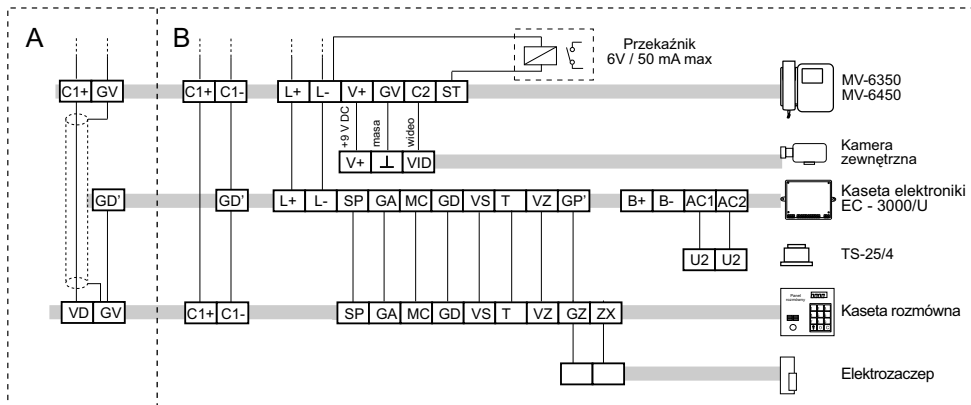 A B
Przekaźnik
6V / 50 mA max
C1+ GV C1+ C1- L+ L- V+ GV C2 ST
MV-6350
MV-6450
+9 V DC
masa
wideo
V+ ⊥ VID
Kamera
zewnętrzna
GD' GD' L+ L- SP GA MC GD VS T VZ GP' B+ B- AC1 AC2
Kaseta elektroniki
EC - 3000/U
U2 U2
TS-25/4
VD GV C1+ C1- SP GA MC GD VS T VZ GZ ZX
Panel
rozmówny
Kaseta rozmówna
Elektrozaczep